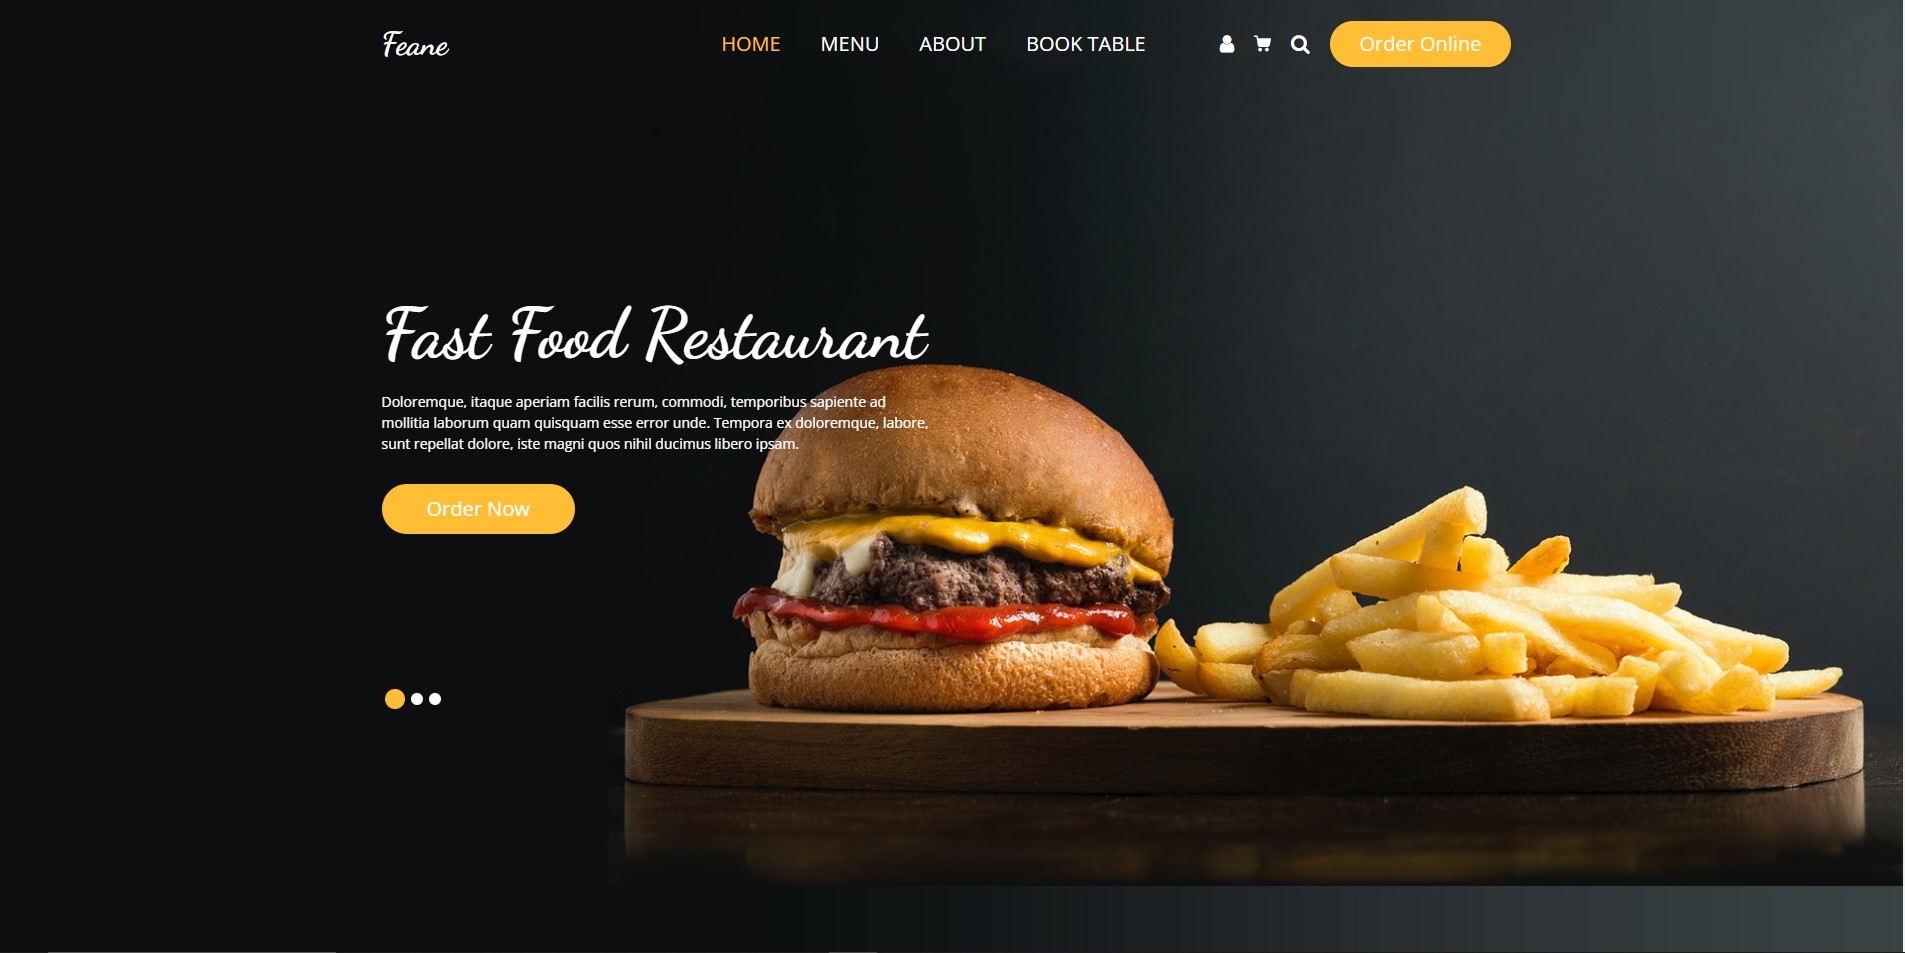 Feane
HOME MENU ABOUT BOOK TABLE Order Online
Fast Food Restaurant
Doloremque, itaque aperiam facilis rerum, commodi, temporibus sapiente ad
mollitia laborum quam quisquam esse error unde. Tempora ex doloremque, labore,
sunt repellat dolore, iste magni quos nihil ducimus libero ipsam.
Order Now